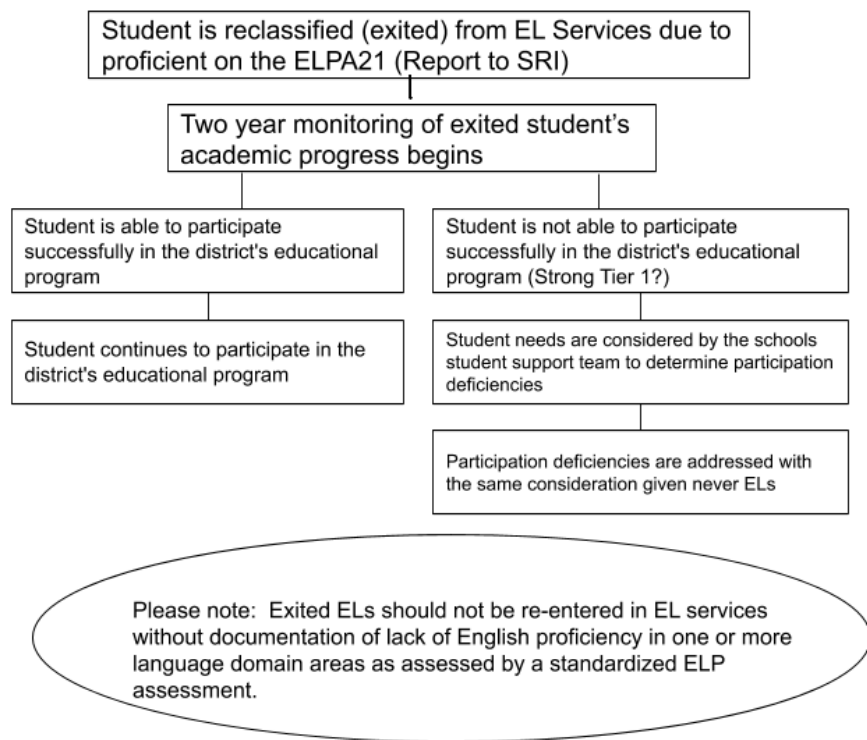 Student is reclassified (exited) from EL Services due to
proficient on the ELPA21 (Report to SRI)
Two year monitoring of exited student's
academic progress begins
Student is able to participate
successfully in the district's educational
program
Student is not able to participate
successfully in the district's educational
program (Strong Tier 1?)
Student continues to participate in the
district's educational program
Student needs are considered by the schools
student support team to determine participation
deficiencies
Participation deficiencies are addressed with
the same consideration given never ELs
Please note:  Exited ELs should not be re-entered in EL services
without documentation of lack of English proficiency in one or more
language domain areas as assessed by a standardized ELP
assessment.